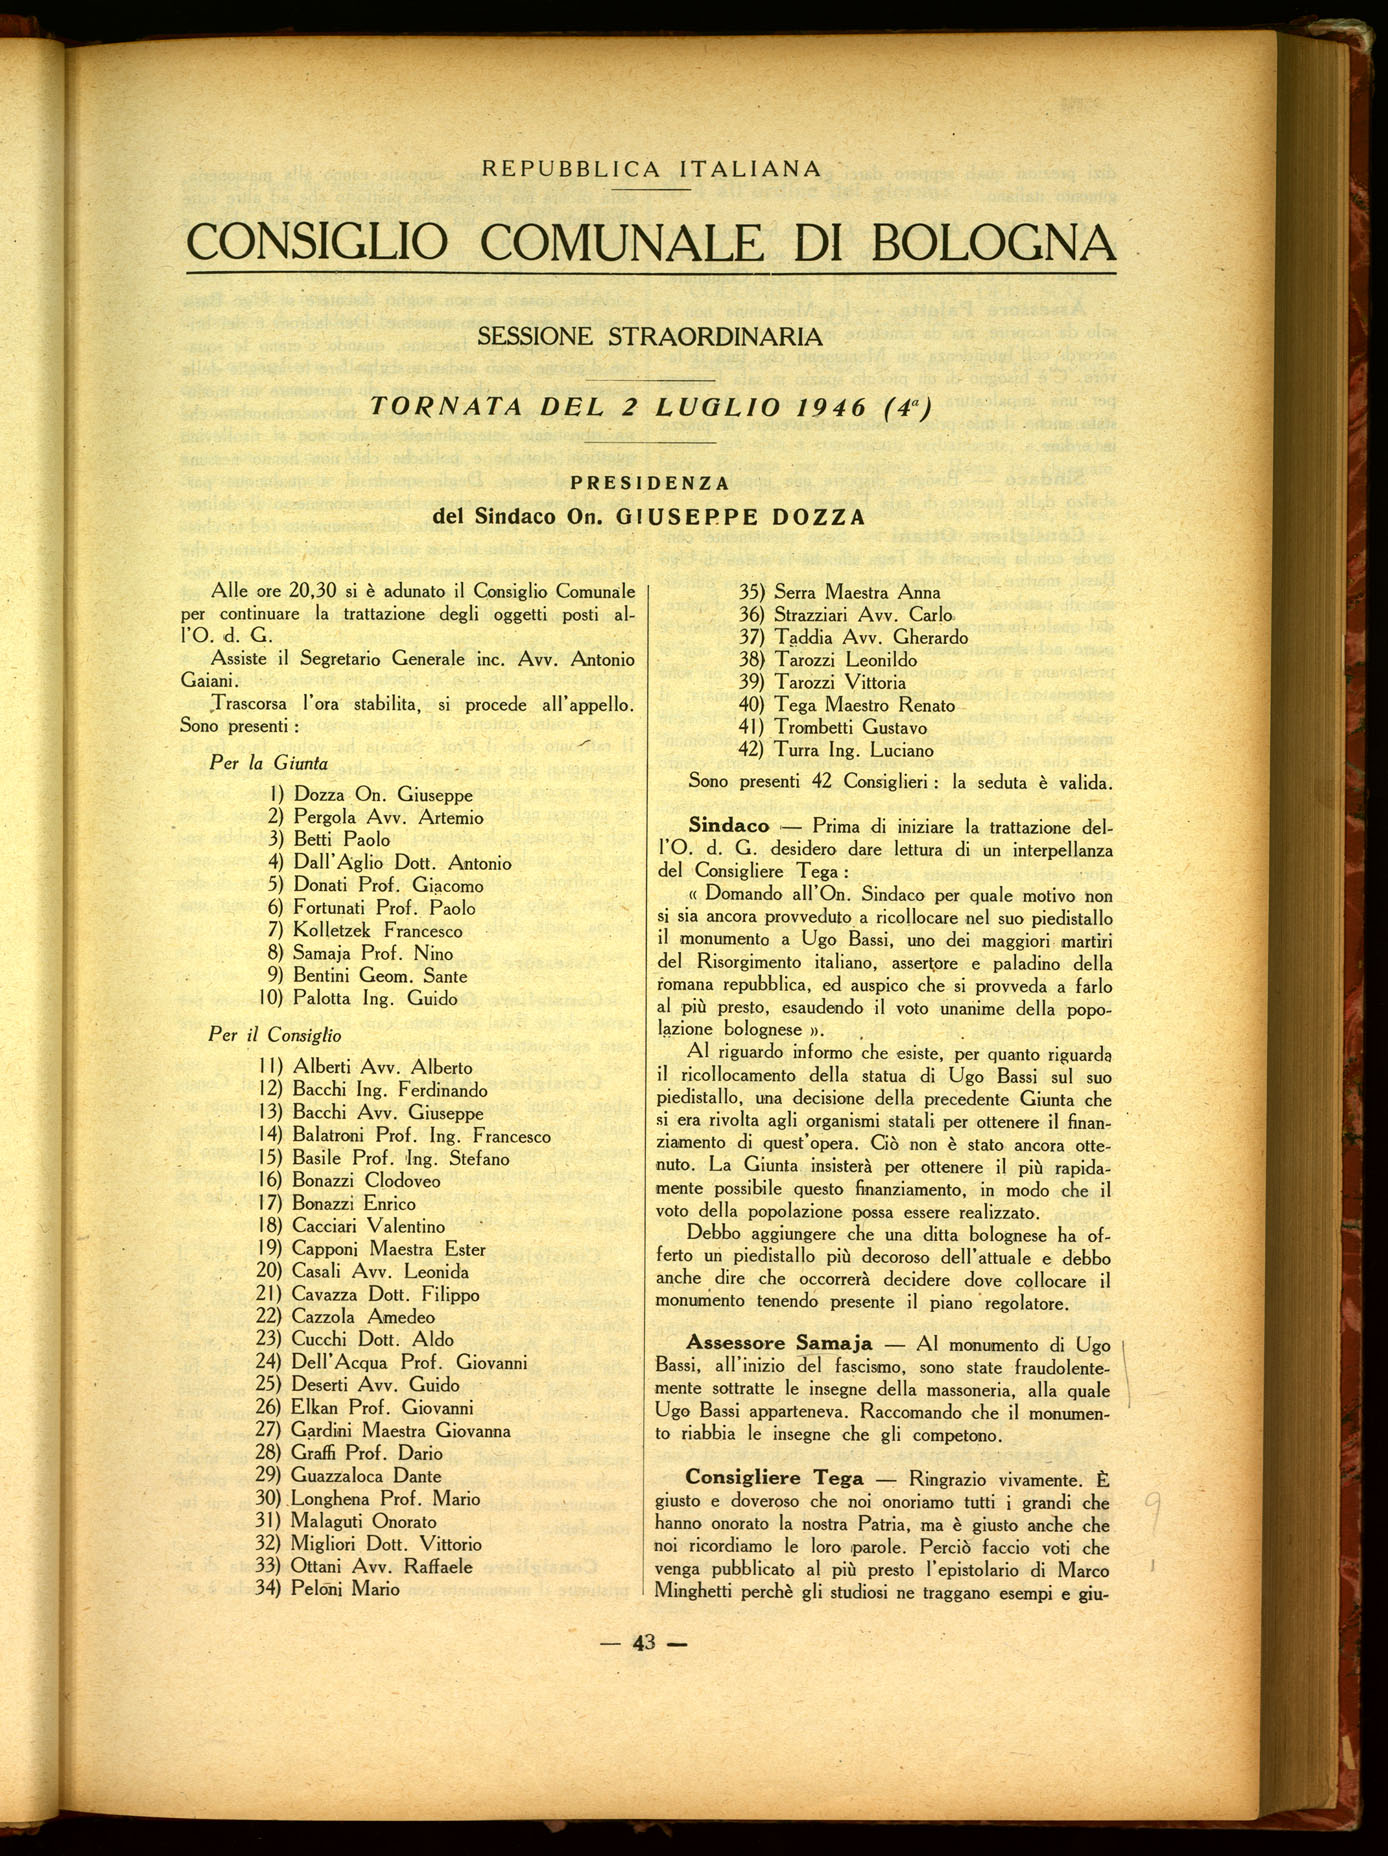 REPUBBLICA ITALIANA
CONSIGLIO COMUNALE DI BOLOGNA
SESSIONE STRAORDINARIA
TORNATA DEL 2 LUGLIO 1946 (4ª)
PRESIDENZA
del Sindaco On. GIUSEPPE DOZZA
Alle ore 20,30 si è adunato il Consiglio Comunale
per continuare la trattazione degli oggetti posti al-
l'O. d. G.
Assiste il Segretario Generale inc. Avv. Antonio
Gaiani.
Trascorsa l'ora stabilita, si procede all'appello.
Sono presenti :
Per la Giunta
1) Dozza On. Giuseppe
2) Pergola Avv. Artemio
3) Betti Paolo
4) Dall'Aglio Dott. Antonio
5) Donati Prof. Giacomo
6) Fortunati Prof. Paolo
7) Kolletzek Francesco
8) Samaja Prof. Nino
9) Bentini Geom. Sante
10) Palotta Ing. Guido
Per il Consiglio
11) Alberti Avv. Alberto
12) Bacchi Ing. Ferdinando
13) Bacchi Avv. Giuseppe
14) Balatroni Prof. Ing. Francesco
15) Basile Prof. Ing. Stefano
16) Bonazzi Clodoveo
17) Bonazzi Enrico
18) Cacciari Valentino
19) Capponi Maestra Ester
20) Casali Avv. Leonida
21) Cavazza Dott. Filippo
22) Cazzola Amedeo
23) Cucchi Dott. Aldo
24) Dell'Acqua Prof. Giovanni
25) Deserti Avv. Guido
26) Elkan Prof. Giovanni
27) Gardini Maestra Giovanna
28) Graffi Prof. Dario
29) Guazzaloca Dante
30) Longhena Prof. Mario
31) Malaguti Onorato
32) Migliori Dott. Vittorio
33) Ottani Avv. Raffaele
34) Peloni Mario
35) Serra Maestra Anna
36) Strazziari Avv. Carlo
37) Taddia Avv. Gherardo
38) Tarozzi Leonildo
39) Tarozzi Vittoria
40) Tega Maestro Renato
41) Trombetti Gustavo
42) Turra Ing. Luciano
Sono presenti 42 Consiglieri : la seduta è valida.
Sindaco — Prima di iniziare la trattazione del-
l'O. d. G. desidero dare lettura di un interpellanza
del Consigliere Tega :
« Domando all'On. Sindaco per quale motivo non
si sia ancora provveduto a ricollocare nel suo piedistallo
il monumento a Ugo Bassi, uno dei maggiori martiri
del Risorgimento italiano, assertore e paladino della
romana repubblica, ed auspico che si provveda a farlo
al più presto, esaudendo il voto unanime della popo-
lazione bolognese ».
Al riguardo informo che esiste, per quanto riguarda
il ricollocamento della statua di Ugo Bassi sul suo
piedistallo, una decisione della precedente Giunta che
si era rivolta agli organismi statali per ottenere il finan-
ziamento di quest'opera. Ciò non è stato ancora otte-
nuto. La Giunta insisterà per ottenere il più rapida-
mente possibile questo finanziamento, in modo che il
voto della popolazione possa essere realizzato.
Debbo aggiungere che una ditta bolognese ha of-
ferto un piedistallo più decoroso dell'attuale e debbo
anche dire che occorrerà decidere dove collocare il
monumento tenendo presente il piano regolatore.
Assessore Samaja — Al monumento di Ugo
Bassi, all'inizio del fascismo, sono state fraudolente-
mente sottratte le insegne della massoneria, alla quale
Ugo Bassi apparteneva. Raccomando che il monumen-
to riabbia le insegne che gli competono.
Consigliere Tega — Ringrazio vivamente. È
giusto e doveroso che noi onoriamo tutti i grandi che
hanno onorato la nostra Patria, ma è giusto anche che
noi ricordiamo le loro parole. Perciò faccio voti che
venga pubblicato al più presto l'epistolario di Marco
Minghetti perchè gli studiosi ne traggano esempi e giu-
— 43 —